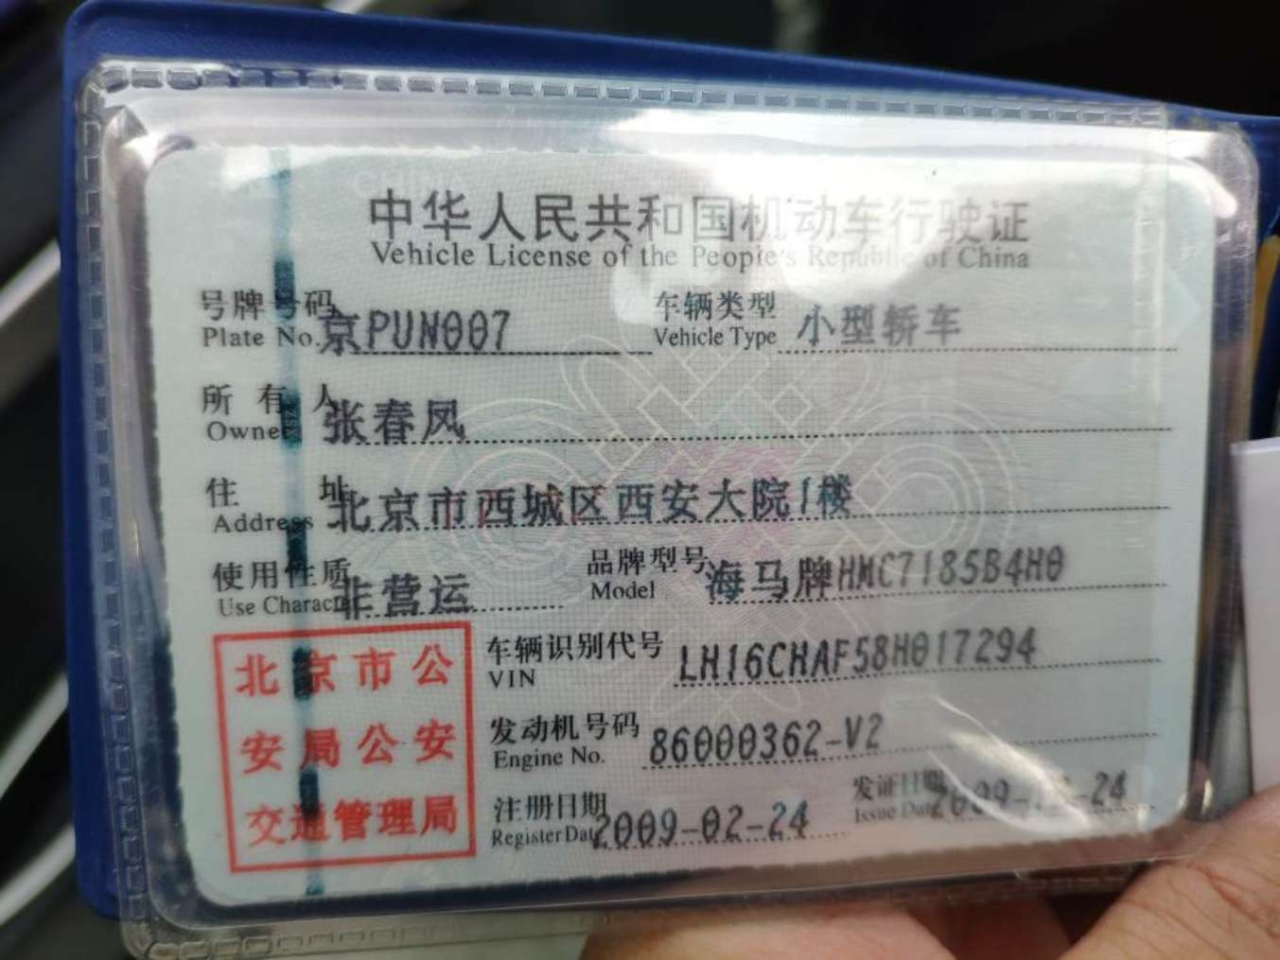 中华人民共和国机动车行驶证
Vehicle License of the People's Republic of China
号牌号码 京PUN007 车辆类型 小型轿车
Plate No. Vehicle Type
所有人 张春凤
Owner
住址 北京市西城区西安大院1楼
Address
使用性质 非营运 品牌型号 海马牌HMC7185B4H0
Use Character Model
车辆识别代号 LH16CHAF58H017294
VIN
发动机号码 86000362-V2
Engine No.
注册日期 2009-02-24 发证日期
Register Date Issue Date
北京市公
安局公安
交通管理局